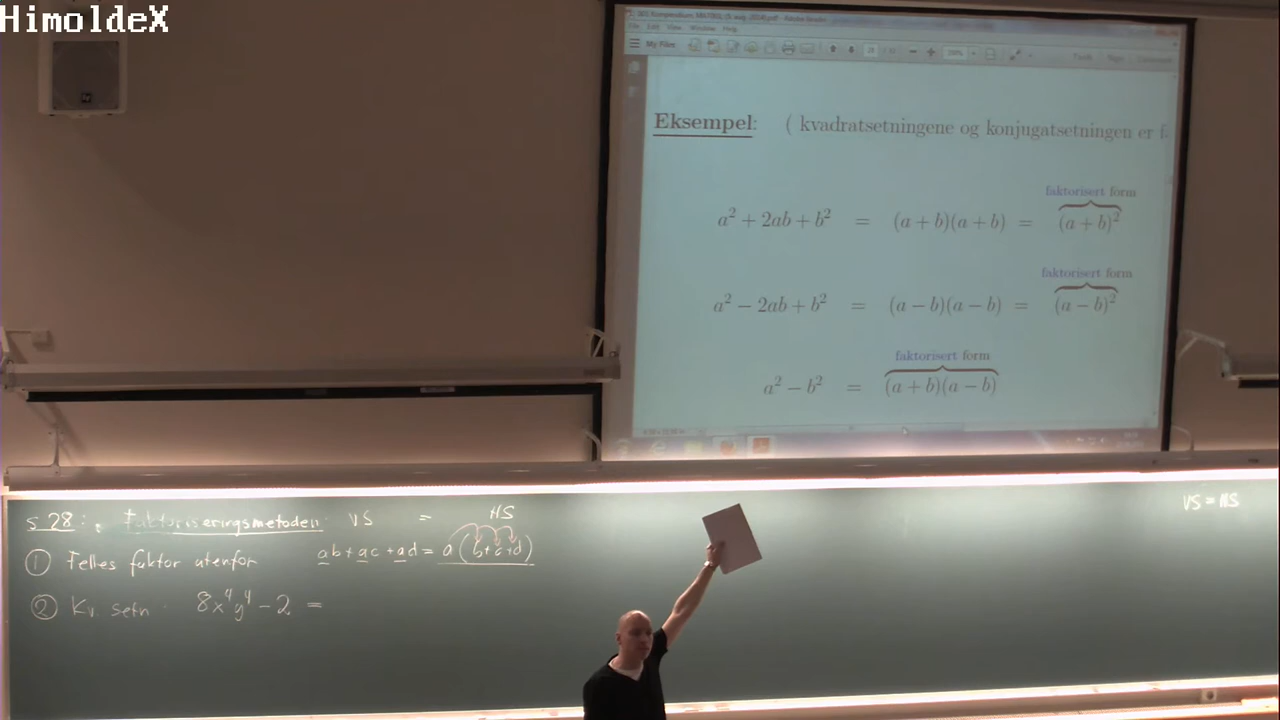 HimoldeX
My Files
Eksempel: ( kvadratsetningene og konjugatsetningen er f
faktorisert form
a² + 2ab + b² = (a + b)(a + b) = (a + b)²
faktorisert form
a² − 2ab + b² = (a − b)(a − b) = (a − b)²
faktorisert form
a² − b² = (a + b)(a − b)
s 28: Faktoriseringsmetoden VS = HS
VS = HS
① Felles faktor utenfor ab + ac + ad = a(b+c+d)
② Kv. setn. 8x⁴y⁴ − 2 =